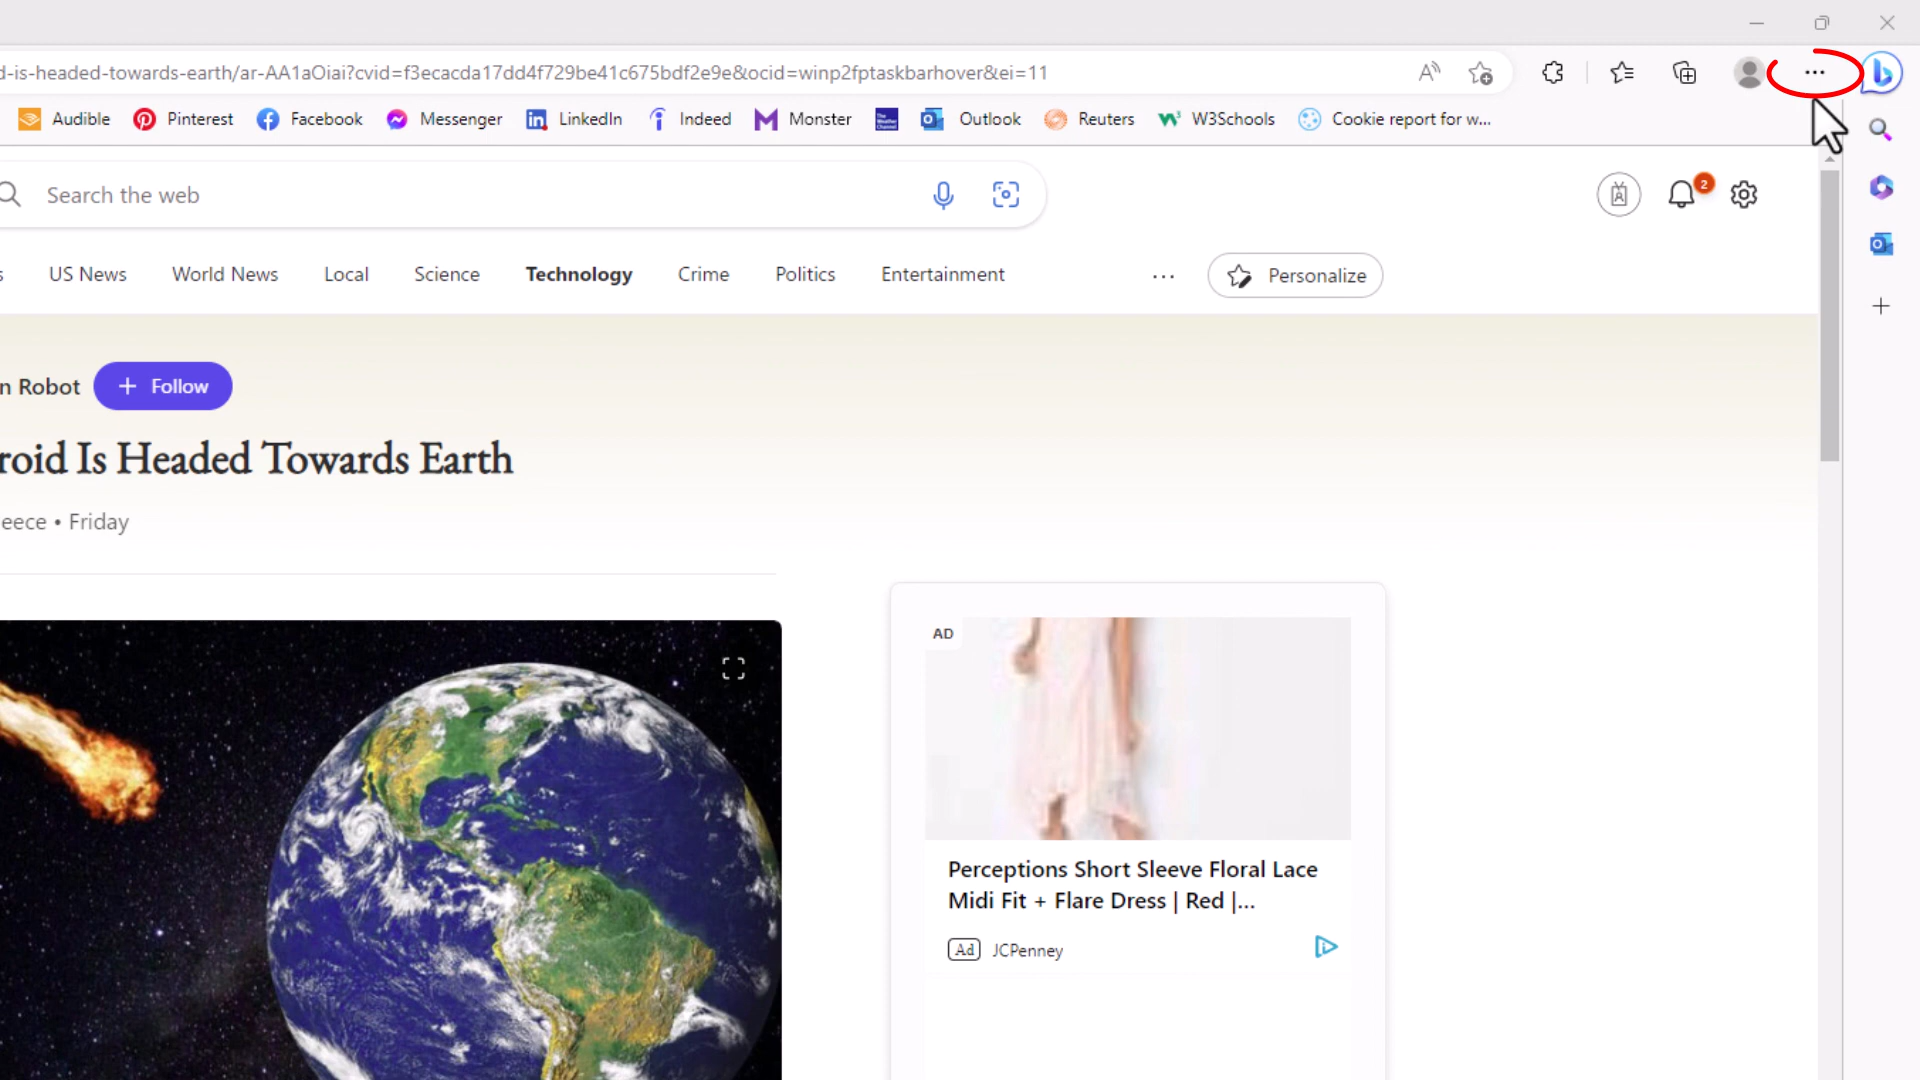 d-is-headed-towards-earth/ar-AA1aOiai?cvid=f3ecacda17dd4f729be41c675bdf2e9e&ocid=winp2fptaskbarhover&ei=11
Audible Pinterest Facebook Messenger LinkedIn Indeed Monster Outlook Reuters W3Schools Cookie report for w...
Search the web
2
s US News World News Local Science Technology Crime Politics Entertainment ... Personalize
n Robot + Follow
roid Is Headed Towards Earth
eece • Friday
AD
Perceptions Short Sleeve Floral Lace
Midi Fit + Flare Dress | Red |...
Ad JCPenney